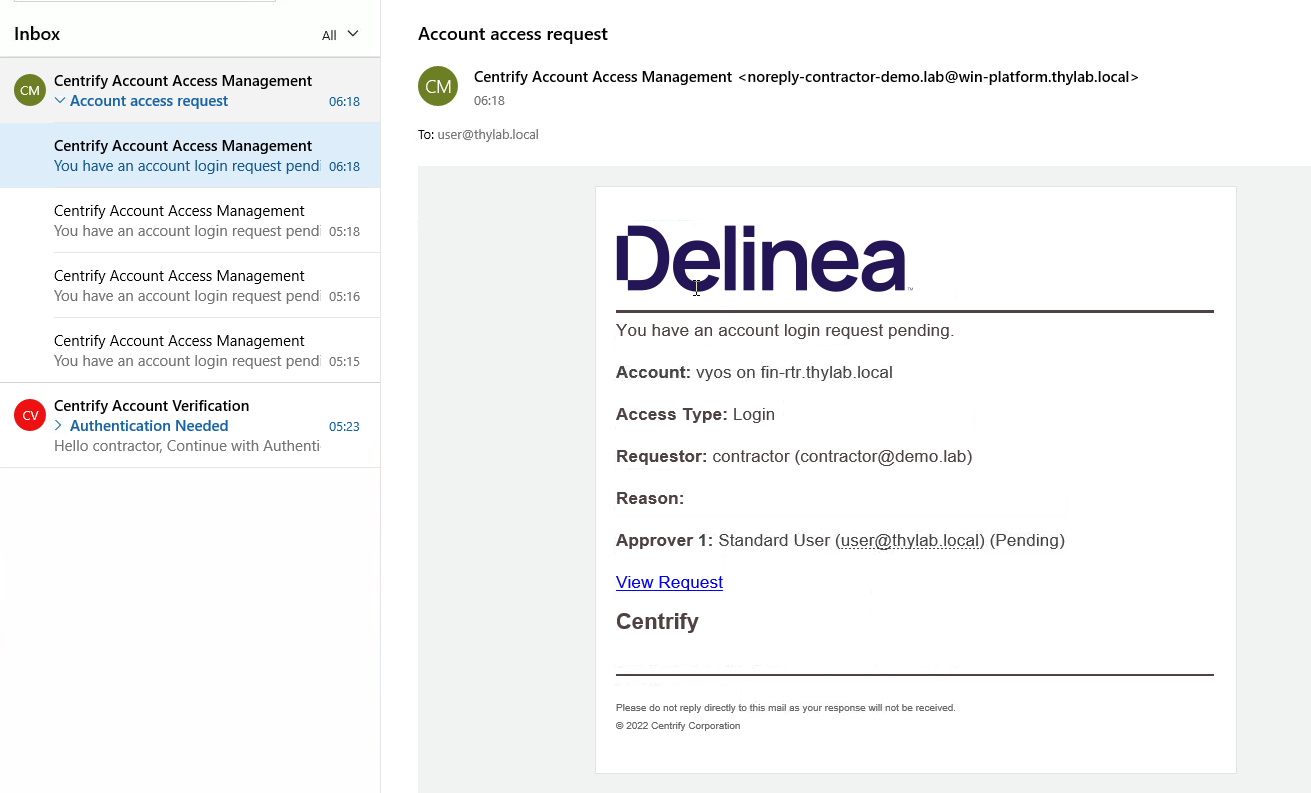 Inbox
All
CM
Centrify Account Access Management
Account access request
06:18
Centrify Account Access Management
You have an account login request pendi
06:18
Centrify Account Access Management
You have an account login request pendi
05:18
Centrify Account Access Management
You have an account login request pendi
05:16
Centrify Account Access Management
You have an account login request pendi
05:15
CV
Centrify Account Verification
Authentication Needed
05:23
Hello contractor, Continue with Authenti
Account access request
CM
Centrify Account Access Management <noreply-contractor-demo.lab@win-platform.thylab.local>
06:18
To: user@thylab.local
Delinea™
You have an account login request pending.
Account: vyos on fin-rtr.thylab.local
Access Type: Login
Requestor: contractor (contractor@demo.lab)
Reason:
Approver 1: Standard User (user@thylab.local) (Pending)
View Request
Centrify
Please do not reply directly to this mail as your response will not be received.
© 2022 Centrify Corporation